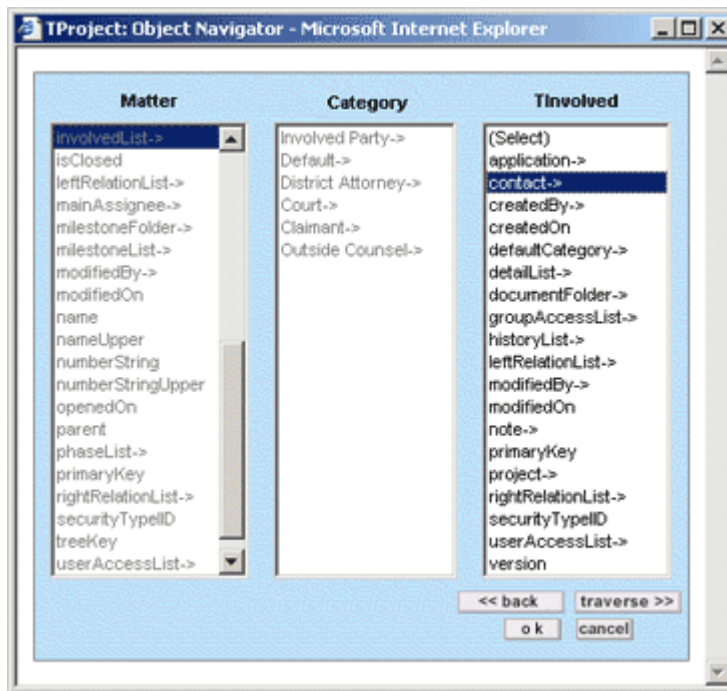 TProject: Object Navigator - Microsoft Internet Explorer
Matter
involvedList->
isClosed
leftRelationList->
mainAssignee->
milestoneFolder->
milestoneList->
modifiedBy->
modifiedOn
name
nameUpper
numberString
numberStringUpper
openedOn
parent
phaseList->
primaryKey
rightRelationList->
securityTypeID
treeKey
userAccessList->
Category
Involved Party->
Default->
District Attorney->
Court->
Claimant->
Outside Counsel->
TInvolved
(Select)
application->
contact->
createdBy->
createdOn
defaultCategory->
detailList->
documentFolder->
groupAccessList->
historyList->
leftRelationList->
modifiedBy->
modifiedOn
note->
primaryKey
project->
rightRelationList->
securityTypeID
userAccessList->
version
<< back traverse >>
ok cancel